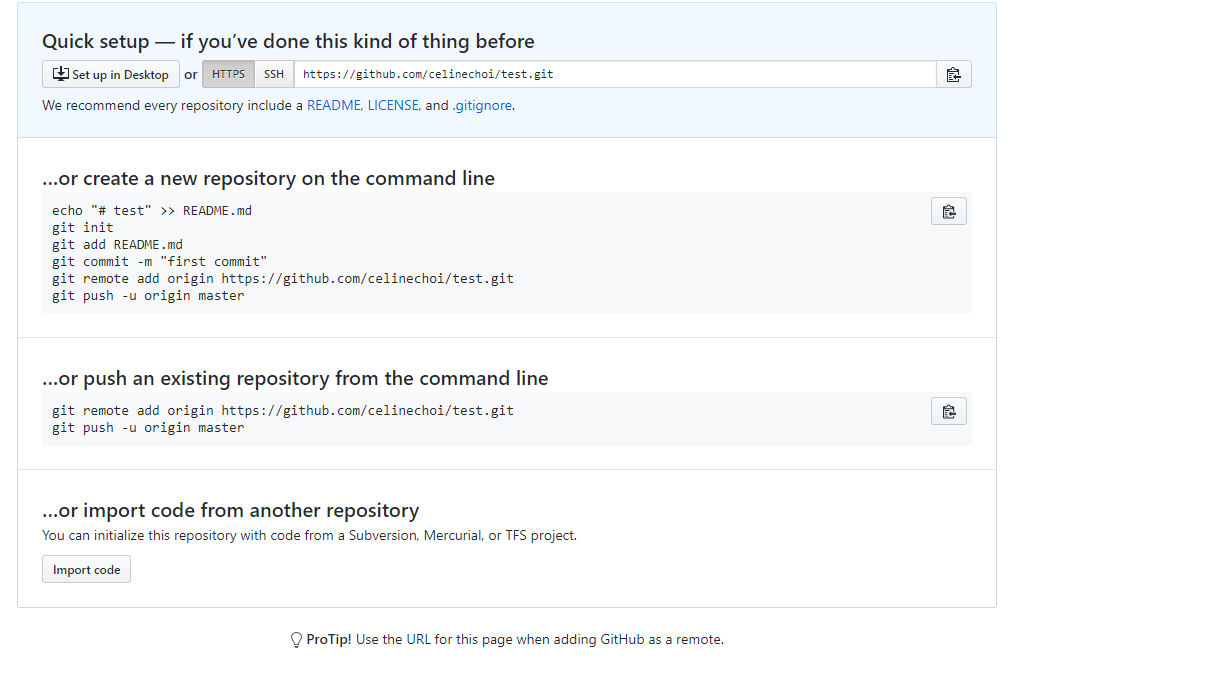 Quick setup — if you’ve done this kind of thing before
Set up in Desktop or HTTPS SSH https://github.com/celinechoi/test.git
We recommend every repository include a README, LICENSE, and .gitignore.
…or create a new repository on the command line
echo "# test" >> README.md
git init
git add README.md
git commit -m "first commit"
git remote add origin https://github.com/celinechoi/test.git
git push -u origin master
…or push an existing repository from the command line
git remote add origin https://github.com/celinechoi/test.git
git push -u origin master
…or import code from another repository
You can initialize this repository with code from a Subversion, Mercurial, or TFS project.
Import code
ProTip! Use the URL for this page when adding GitHub as a remote.